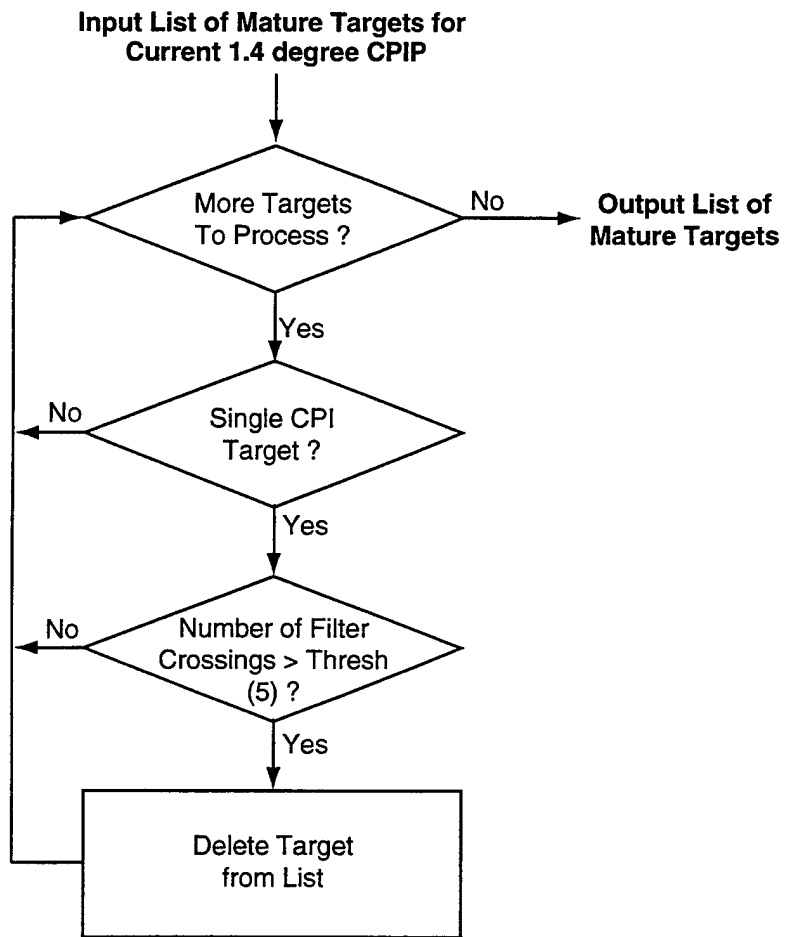 Input List of Mature Targets for
Current 1.4 degree CPIP
More Targets
To Process ?
No
Output List of
Mature Targets
Yes
Single CPI
Target ?
No
Yes
Number of Filter
Crossings > Thresh
(5) ?
No
Yes
Delete Target
from List